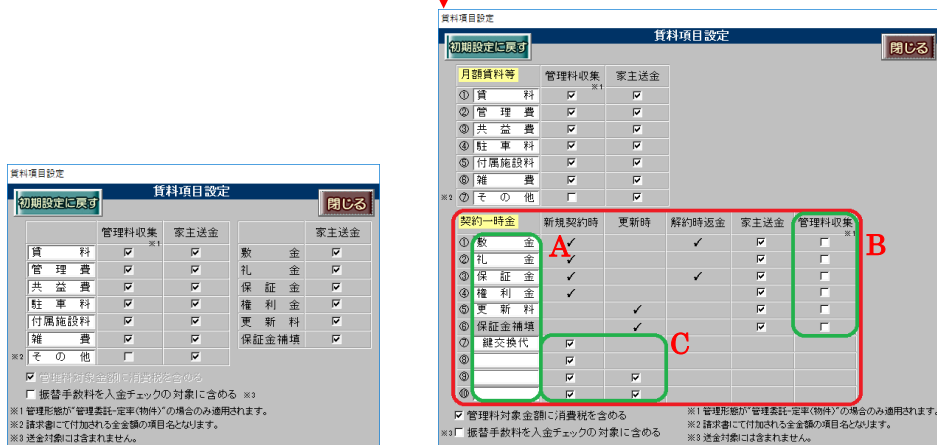 賃料項目設定
初期設定に戻す 賃料項目設定 閉じる
管理料収集 家主送金 家主送金
※1
賃料 敷金
管理費 礼金
共益費 保証金
駐車料 権利金
付属施設料 更新料
雑費 保証金補填
※2 その他
管理料対象金額に消費税を含める
振替手数料を入金チェックの対象に含める ※3
※1 管理形態が"管理委託-定率(物件)"の場合のみ適用されます。
※2 請求書にて付加される全金額の項目名となります。
※3 送金対象には含まれません。
賃料項目設定
初期設定に戻す 賃料項目設定 閉じる
月額賃料等 管理料収集 家主送金
※1
① 賃料
② 管理費
③ 共益費
④ 駐車料
⑤ 付属施設料
⑥ 雑費
※2 ⑦ その他
契約一時金 新規契約時 更新時 解約時返金 家主送金 管理料収集
※1
① 敷金 A B
② 礼金
③ 保証金
④ 権利金
⑤ 更新料
⑥ 保証金補填
⑦ 鍵交換代 C
⑧
⑨
⑩
管理料対象金額に消費税を含める ※1 管理形態が"管理委託-定率(物件)"の場合のみ適用されます。
※2 請求書にて付加される全金額の項目名となります。
※3 振替手数料を入金チェックの対象に含める ※3 送金対象には含まれません。